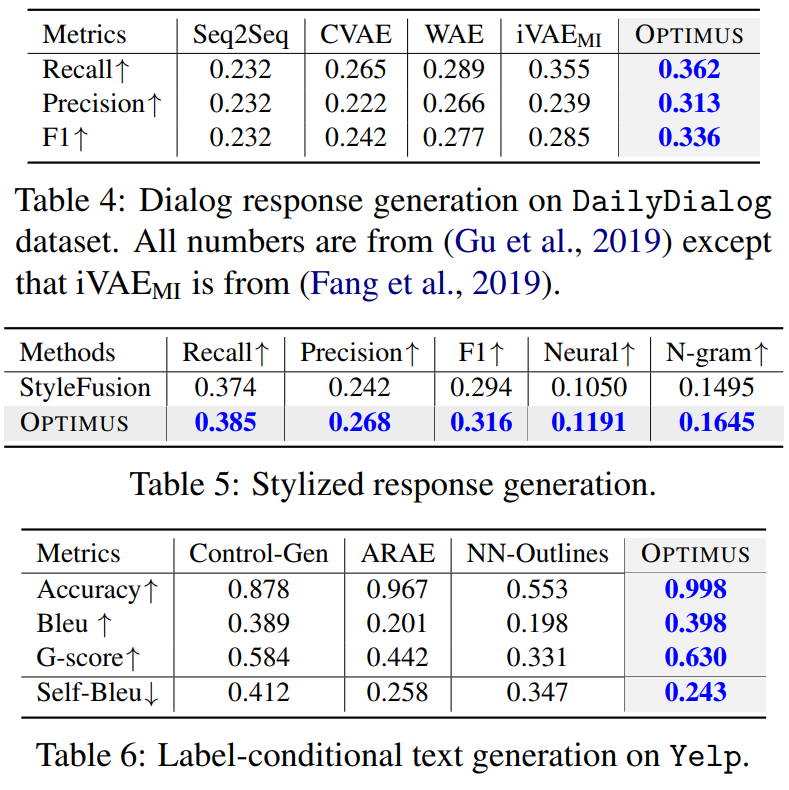 Metrics Seq2Seq CVAE WAE iVAEMI OPTIMUS
Recall↑ 0.232 0.265 0.289 0.355 0.362
Precision↑ 0.232 0.222 0.266 0.239 0.313
F1↑ 0.232 0.242 0.277 0.285 0.336
Table 4: Dialog response generation on DailyDialog
dataset. All numbers are from (Gu et al., 2019) except
that iVAEMI is from (Fang et al., 2019).
Methods Recall↑ Precision↑ F1↑ Neural↑ N-gram↑
StyleFusion 0.374 0.242 0.294 0.1050 0.1495
OPTIMUS 0.385 0.268 0.316 0.1191 0.1645
Table 5: Stylized response generation.
Metrics Control-Gen ARAE NN-Outlines OPTIMUS
Accuracy↑ 0.878 0.967 0.553 0.998
Bleu ↑ 0.389 0.201 0.198 0.398
G-score↑ 0.584 0.442 0.331 0.630
Self-Bleu↓ 0.412 0.258 0.347 0.243
Table 6: Label-conditional text generation on Yelp.